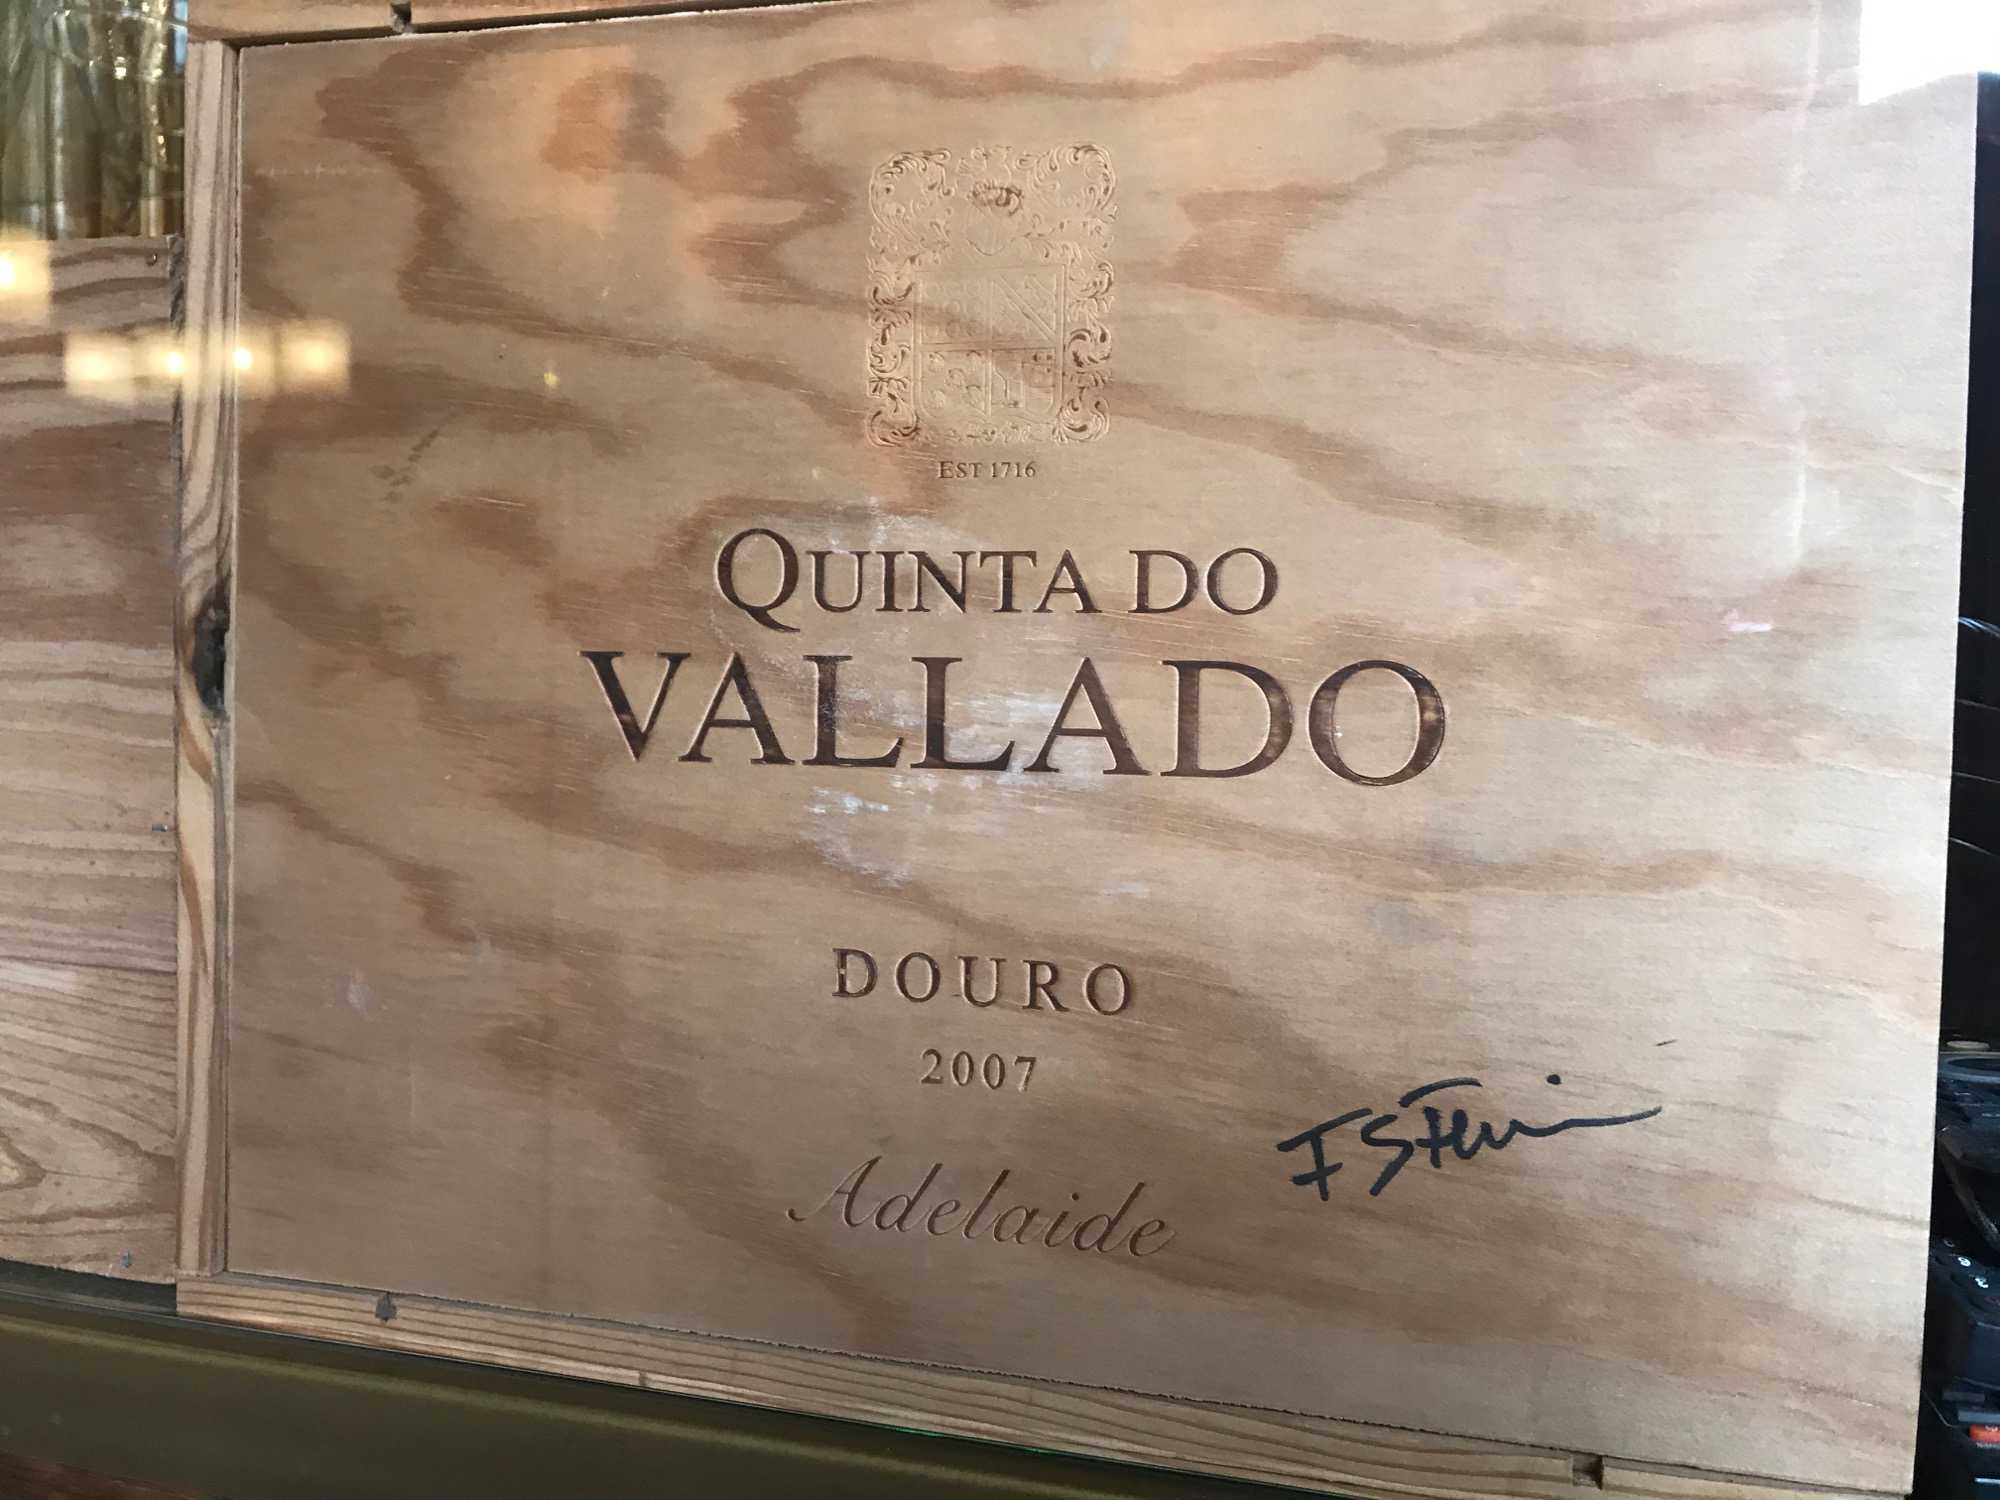 EST 1716
QUINTA DO
VALLADO
DOURO
2007
Adelaide